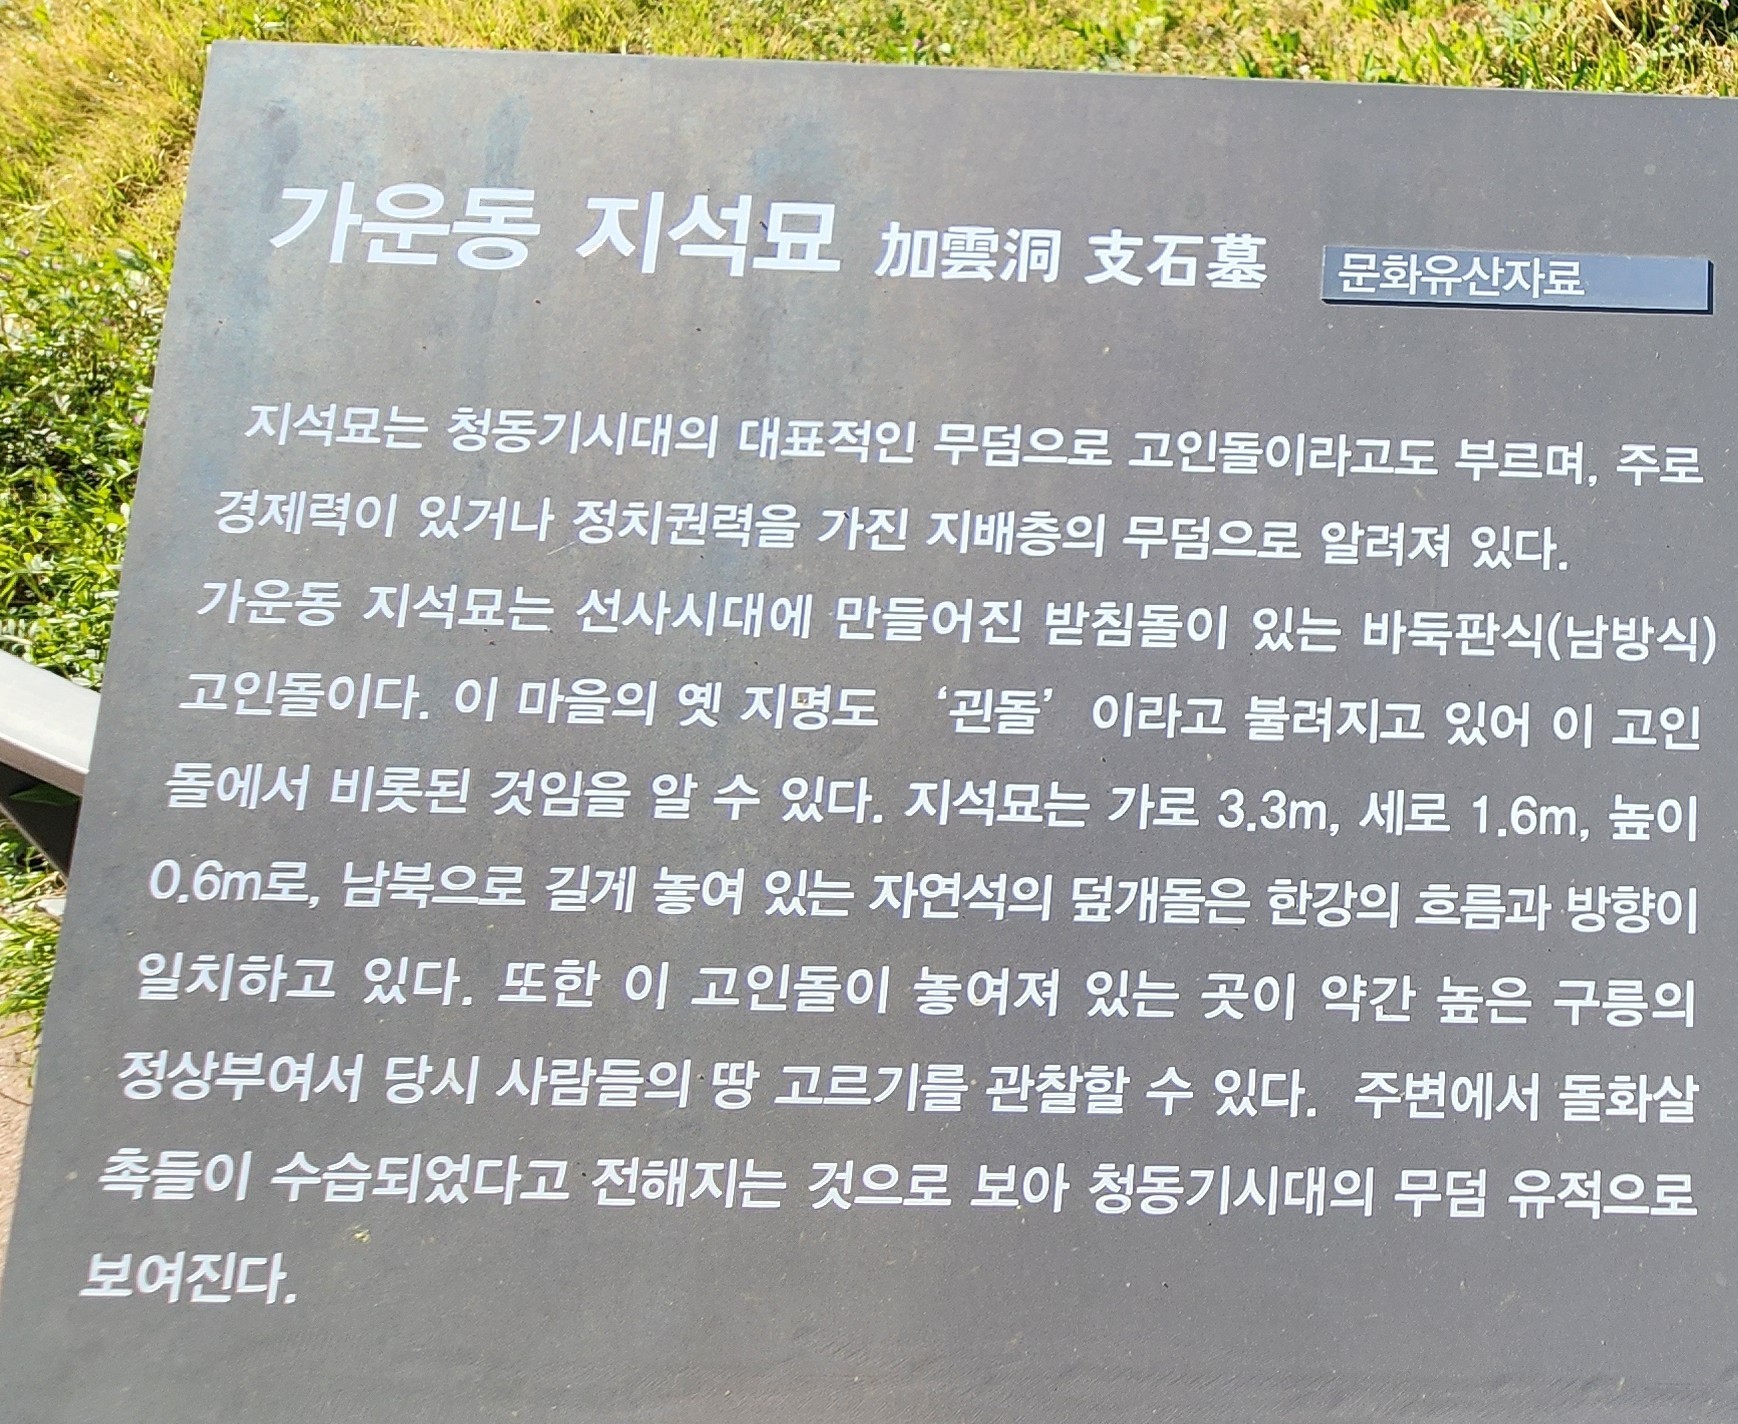 가운동 지석묘 加雲洞 支石墓 문화유산자료
지석묘는 청동기시대의 대표적인 무덤으로 고인돌이라고도 부르며, 주로
경제력이 있거나 정치권력을 가진 지배층의 무덤으로 알려져 있다.
가운동 지석묘는 선사시대에 만들어진 받침돌이 있는 바둑판식(남방식)
고인돌이다. 이 마을의 옛 지명도 ‘괸돌’이라고 불려지고 있어 이 고인
돌에서 비롯된 것임을 알 수 있다. 지석묘는 가로 3.3m, 세로 1.6m, 높이
0.6m로, 남북으로 길게 놓여 있는 자연석의 덮개돌은 한강의 흐름과 방향이
일치하고 있다. 또한 이 고인돌이 놓여져 있는 곳이 약간 높은 구릉의
정상부여서 당시 사람들의 땅 고르기를 관찰할 수 있다. 주변에서 돌화살
촉들이 수습되었다고 전해지는 것으로 보아 청동기시대의 무덤 유적으로
보여진다.